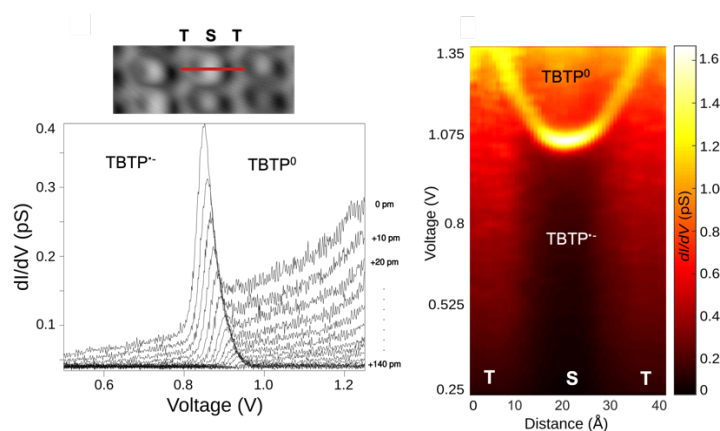 T S T
0.4
0.3
0.2
0.1
dI/dV (pS)
TBTP•- TBTP0
0 pm
+10 pm
+20 pm
+140 pm
0.6 0.8 1.0 1.2
Voltage (V)
1.35
1.075
0.8
0.525
0.25
Voltage (V)
TBTP⁰
TBTP•-
T S T
0 10 20 30 40
Distance (Å)
1.6
1.4
1.2
1.0
0.8
0.6
0.4
0.2
0.0
dI/dV (pS)